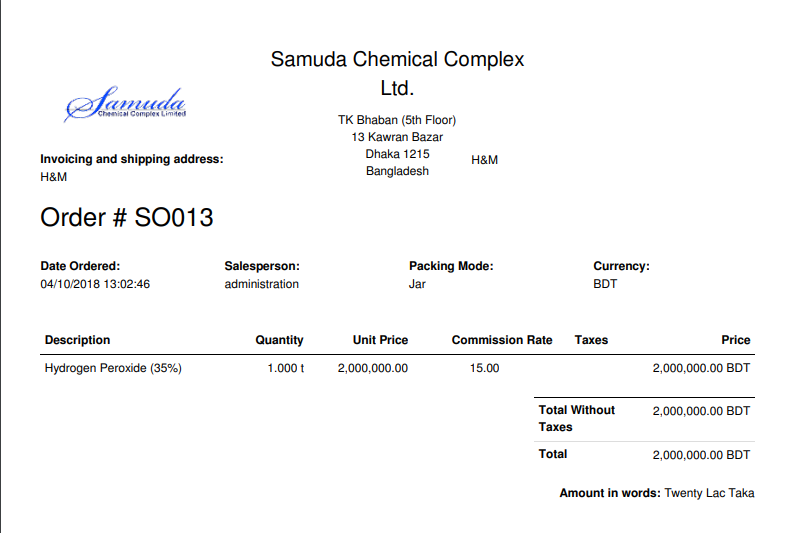 Samuda Chemical Complex
Ltd.
Samuda
Chemical Complex Limited
TK Bhaban (5th Floor)
13 Kawran Bazar
Dhaka 1215
Bangladesh
Invoicing and shipping address:
H&M
H&M
Order # SO013
Date Ordered: Salesperson: Packing Mode: Currency:
04/10/2018 13:02:46 administration Jar BDT
Description Quantity Unit Price Commission Rate Taxes Price
Hydrogen Peroxide (35%) 1.000 t 2,000,000.00 15.00 2,000,000.00 BDT
Total Without 2,000,000.00 BDT
Taxes
Total 2,000,000.00 BDT
Amount in words: Twenty Lac Taka